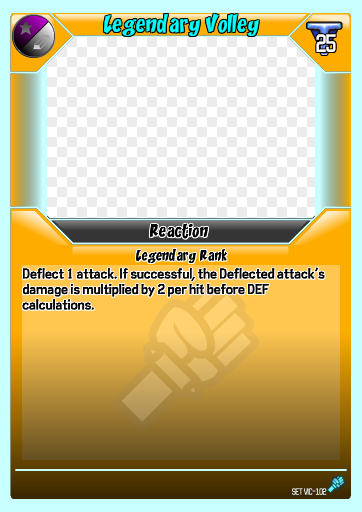 Legendary Volley
25
Reaction
Legendary Rank
Deflect 1 attack. If successful, the Deflected attack's
damage is multiplied by 2 per hit before DEF
calculations.
SET VIC-102